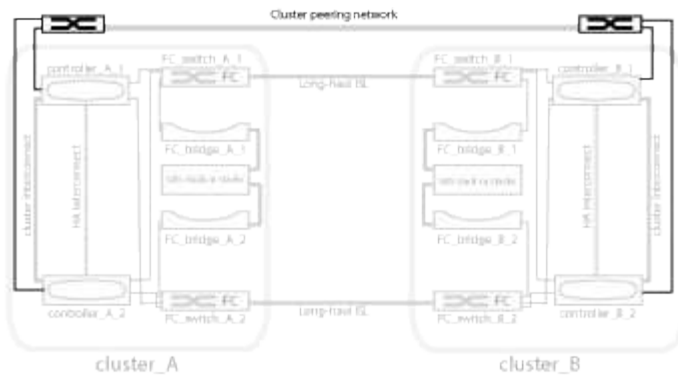 Cluster peering network
controller_A_1
FC_switch_A_1
FC
Long-haul ISL
FC_switch_B_1
FC
controller_B_1
cluster interconnect
HA interconnect
FC_bridge_A_1
FC_bridge_B_1
HA interconnect
cluster interconnect
FC_bridge_A_2
FC_bridge_B_2
controller_A_2
FC
FC_switch_A_2
Long-haul ISL
FC
FC_switch_B_2
controller_B_2
cluster_A
cluster_B